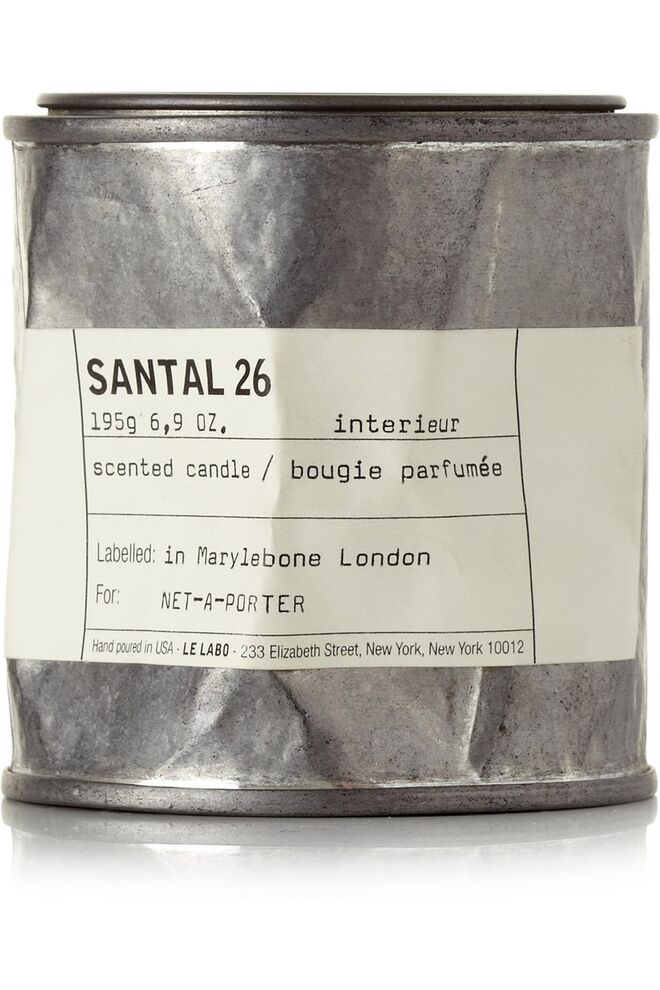 SANTAL 26
195g 6,9 OZ. interieur
scented candle / bougie parfumée
Labelled: in Marylebone London
For: NET-A-PORTER
Hand poured in USA - LE LABO - 233 Elizabeth Street, New York, New York 10012